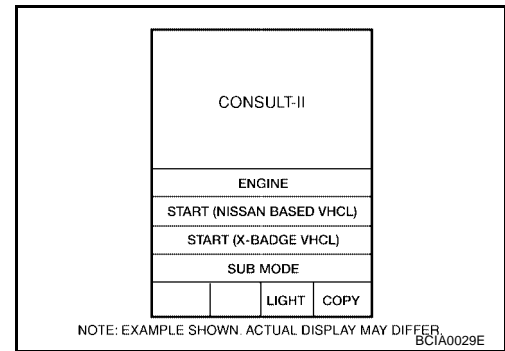 CONSULT-II
ENGINE
START (NISSAN BASED VHCL)
START (X-BADGE VHCL)
SUB MODE
LIGHT COPY
NOTE: EXAMPLE SHOWN. ACTUAL DISPLAY MAY DIFFER.
BCIA0029E